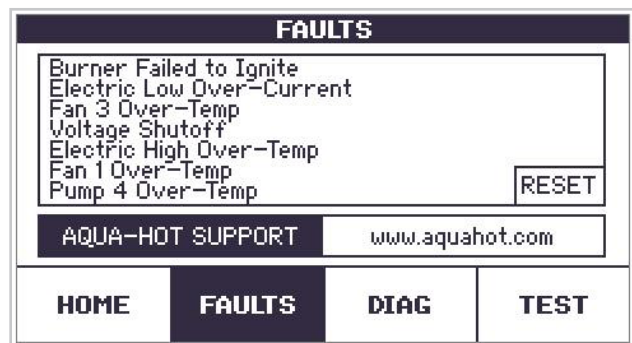 FAULTS
Burner Failed to Ignite
Electric Low Over-Current
Fan 3 Over-Temp
Voltage Shutoff
Electric High Over-Temp
Fan 1 Over-Temp
Pump 4 Over-Temp
RESET
AQUA-HOT SUPPORT www.aquahot.com
HOME FAULTS DIAG TEST